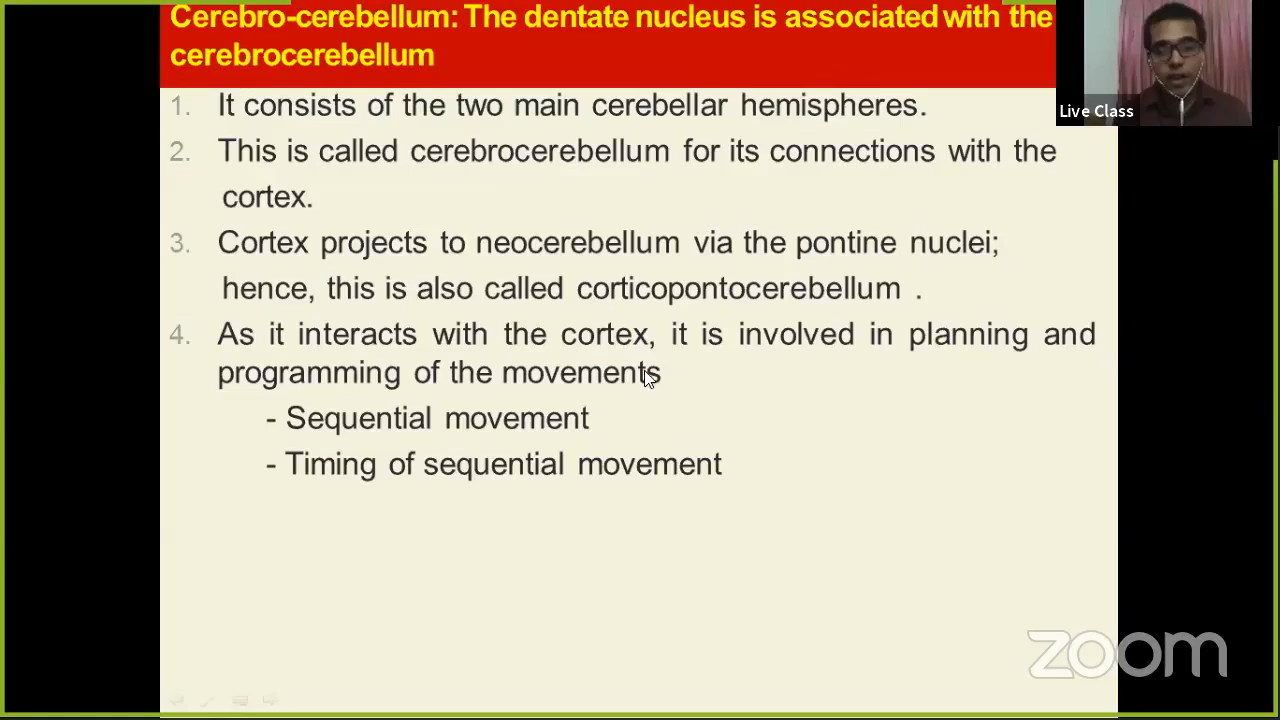 Cerebro-cerebellum: The dentate nucleus is associated with the
cerebrocerebellum
1. It consists of the two main cerebellar hemispheres.
2. This is called cerebrocerebellum for its connections with the
cortex.
3. Cortex projects to neocerebellum via the pontine nuclei;
hence, this is also called corticopontocerebellum .
4. As it interacts with the cortex, it is involved in planning and
programming of the movements
- Sequential movement
- Timing of sequential movement
Live Class
zoom